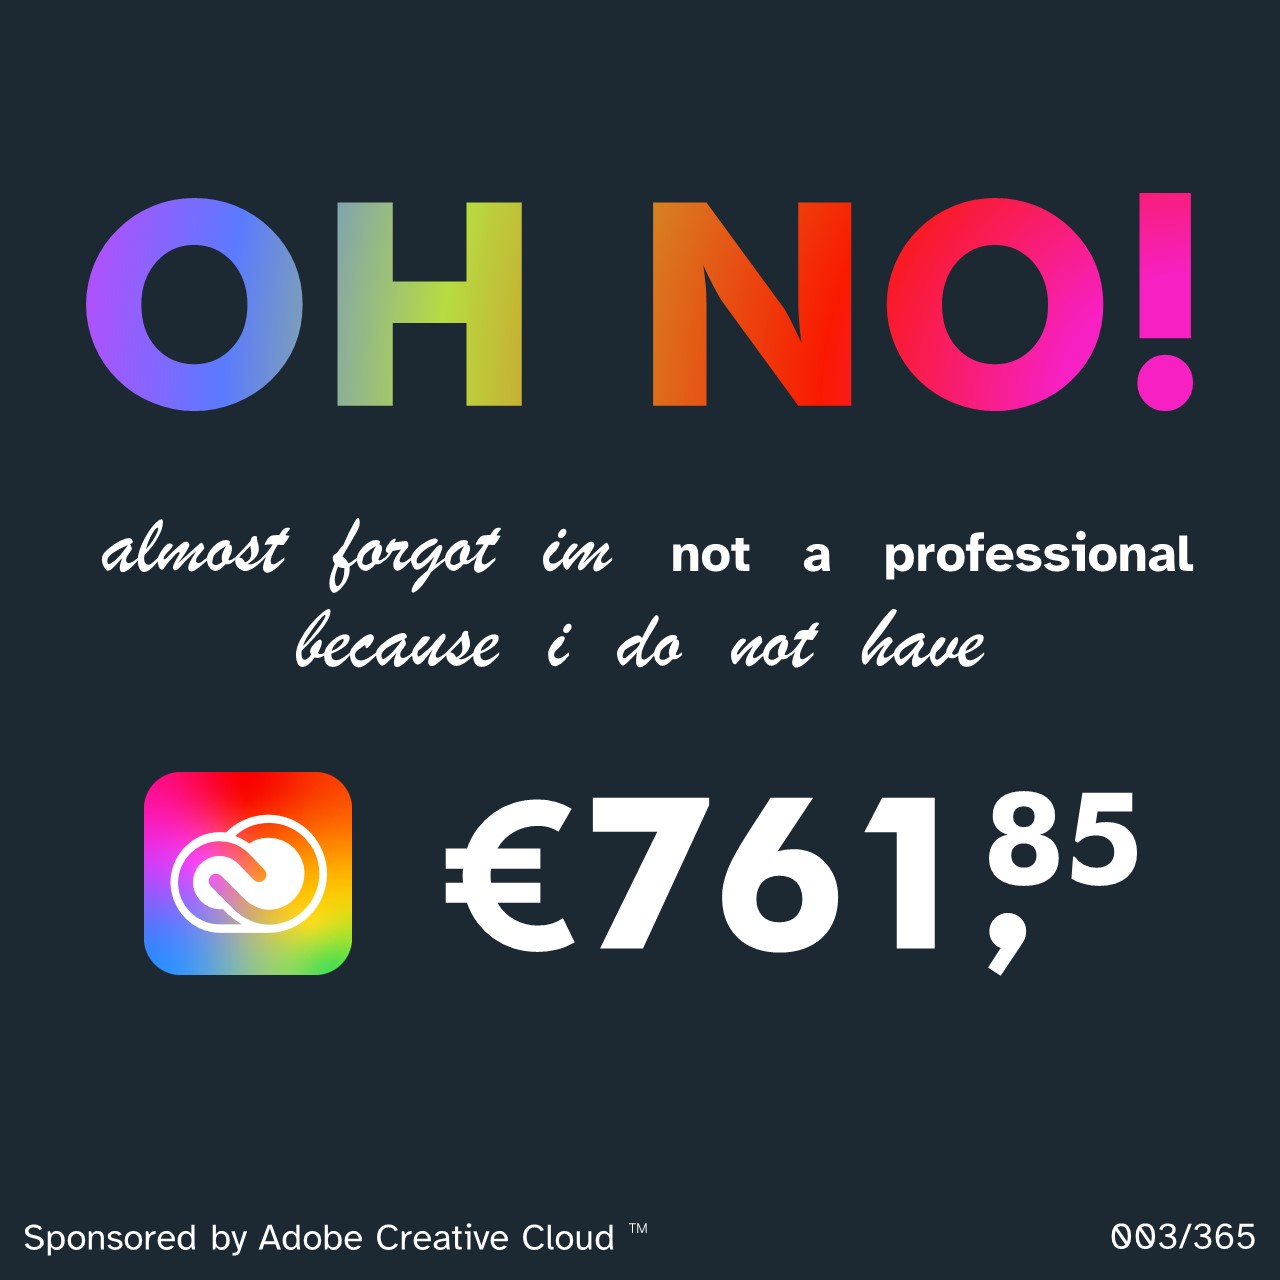 OH NO!
almost forgot im not a professional
because i do not have
€761,85
Sponsored by Adobe Creative Cloud ™
003/365